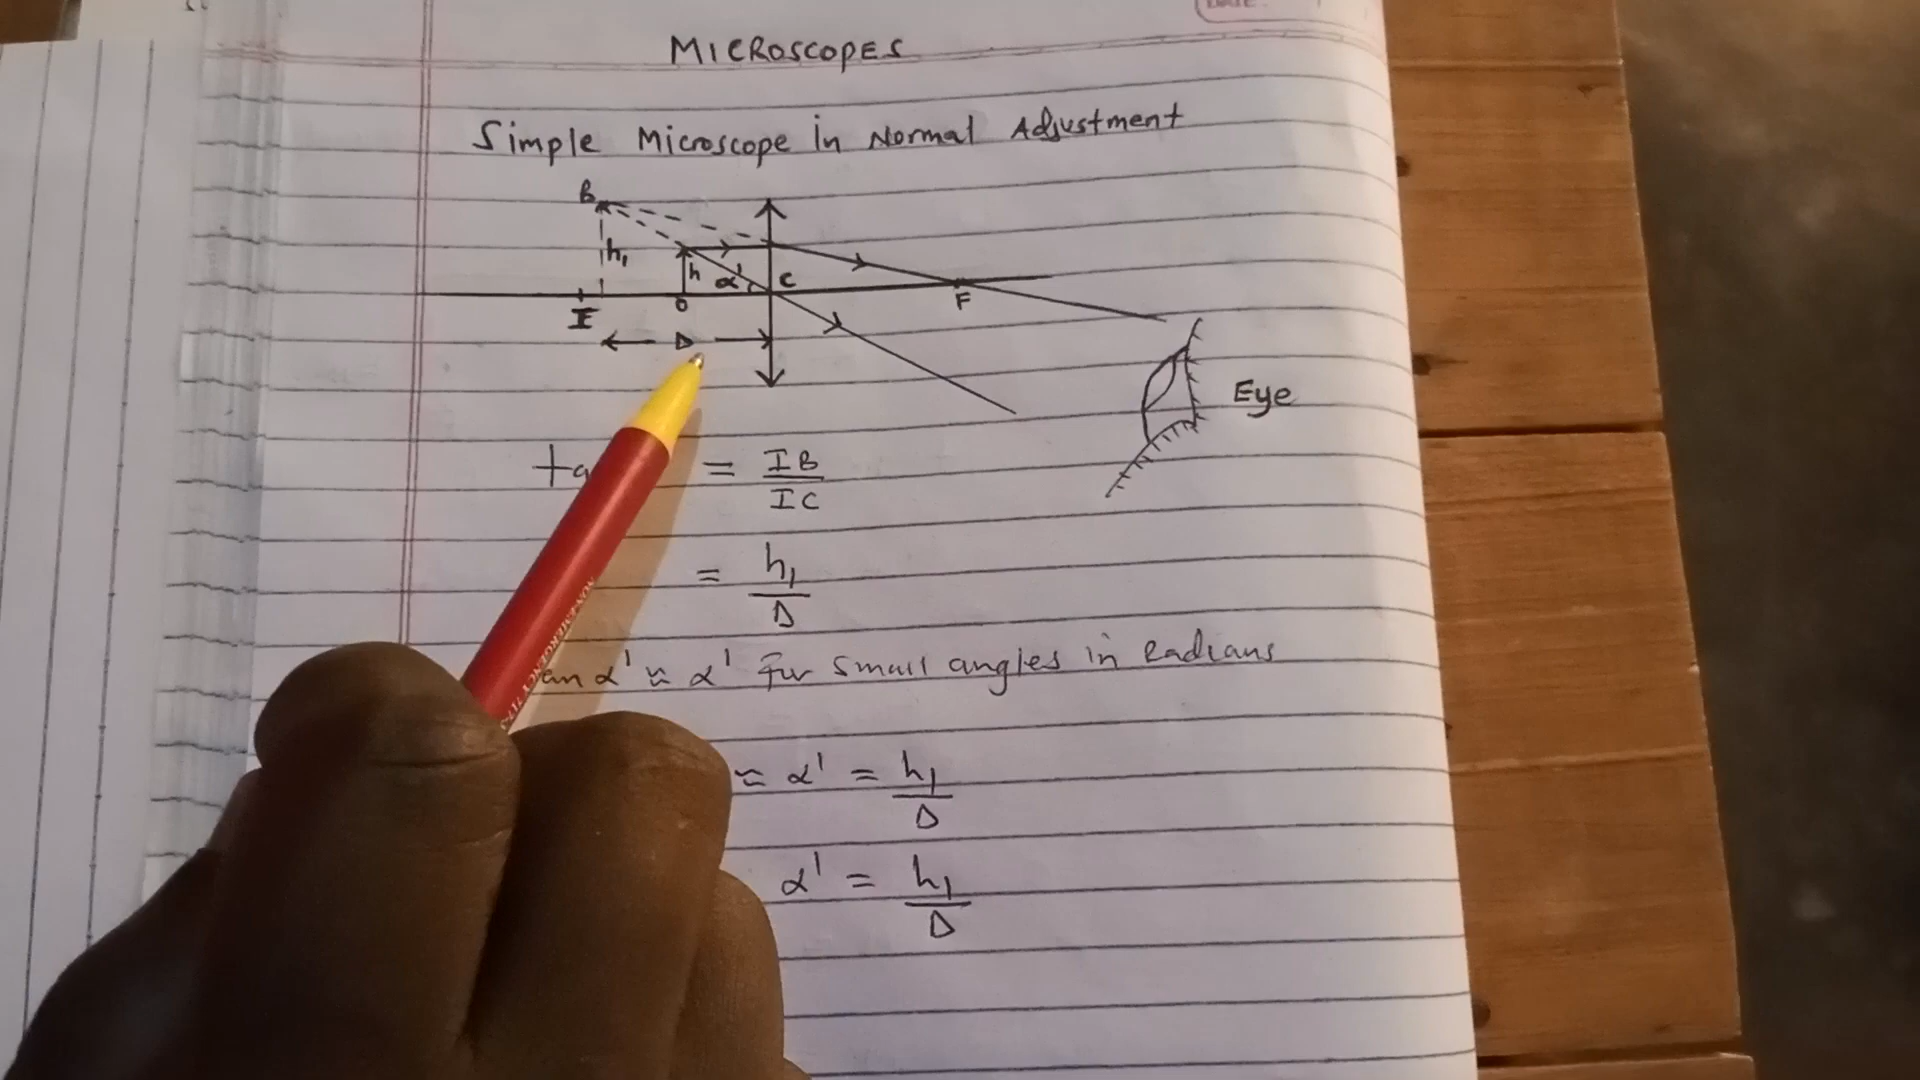 MICROSCOPES
Simple Microscope in Normal Adjustment
B
h₁
h
α'
C
I
O
F
D
Eye
= IB
IC
= h₁
D
an α' ≈ α' For small angles in Radians
≈ α' = h₁
D
α' = h₁
D